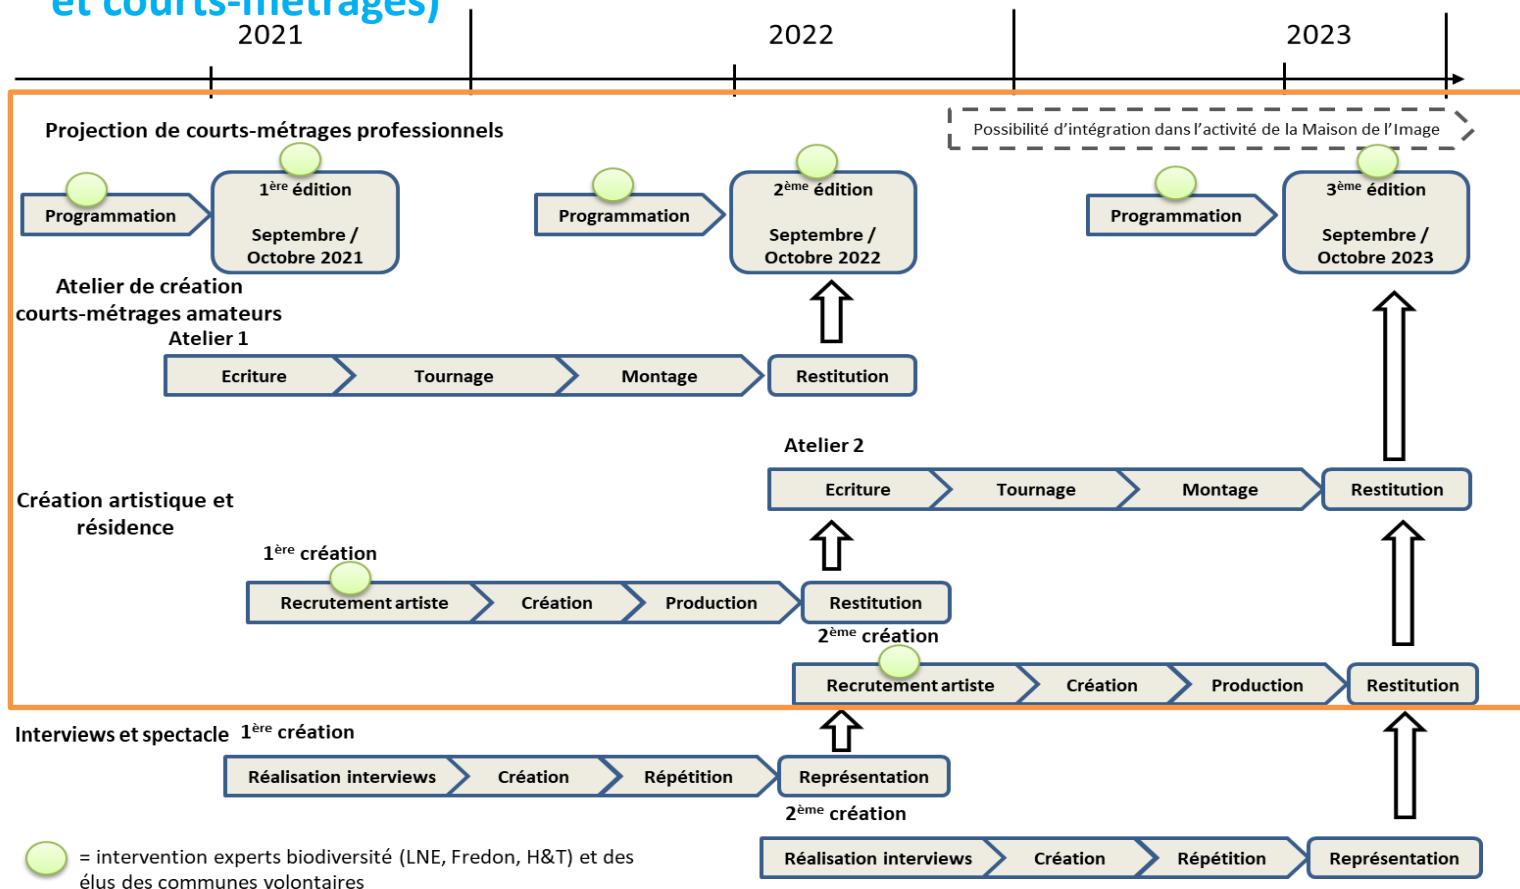 et courts-métrages)
2021
2022
2023
Projection de courts-métrages professionnels
Possibilité d'intégration dans l'activité de la Maison de l'Image
Programmation
1ère édition
Septembre /
Octobre 2021
Programmation
2ème édition
Septembre /
Octobre 2022
Programmation
3ème édition
Septembre /
Octobre 2023
Atelier de création
courts-métrages amateurs
Atelier 1
Ecriture
Tournage
Montage
Restitution
Atelier 2
Ecriture
Tournage
Montage
Restitution
Création artistique et
résidence
1ère création
Recrutement artiste
Création
Production
Restitution
2ème création
Recrutement artiste
Création
Production
Restitution
Interviews et spectacle
1ère création
Réalisation interviews
Création
Répétition
Représentation
2ème création
Réalisation interviews
Création
Répétition
Représentation
= intervention experts biodiversité (LNE, Fredon, H&T) et des
élus des communes volontaires